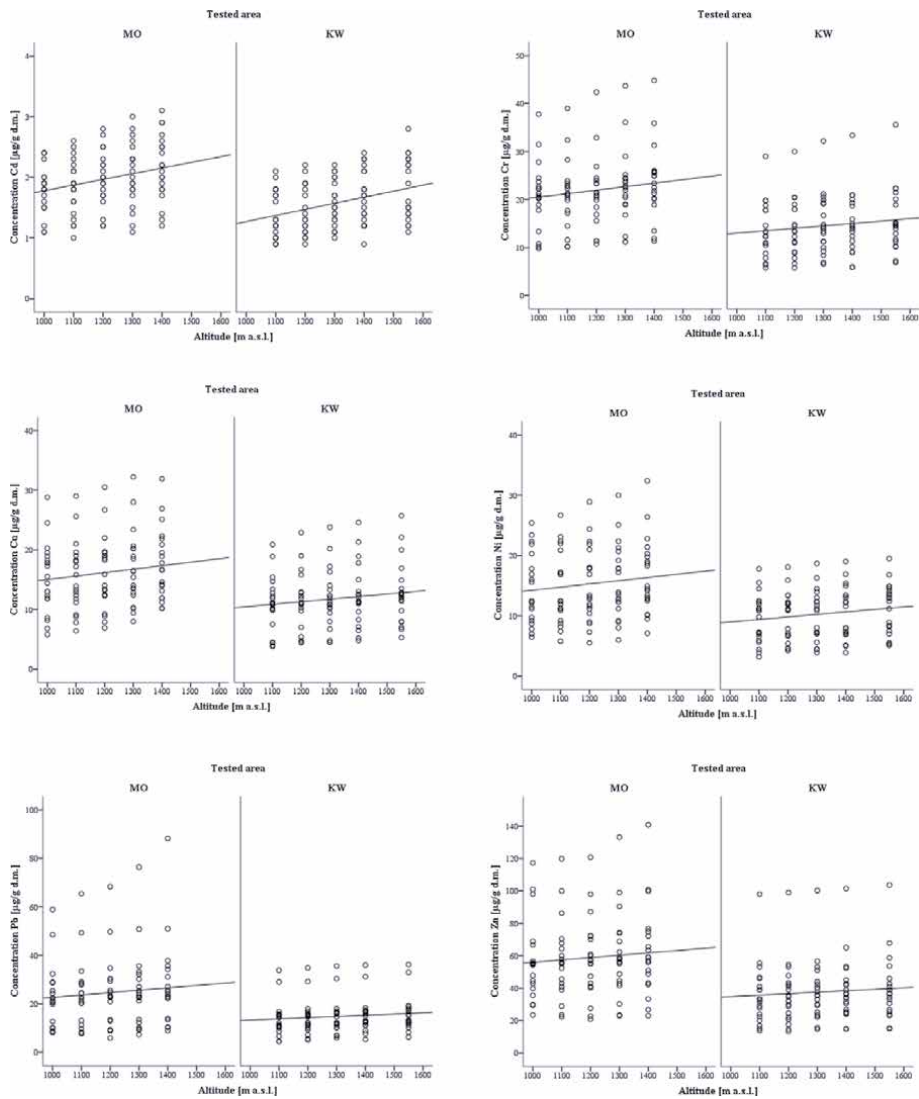 Tested area
MO KW
Concentration Cd [µg/g d.m.]
4
3
2
1
0
1000 1100 1200 1300 1400 1500 1600 1000 1100 1200 1300 1400 1500 1600
Altitude [m a.s.l.]
Tested area
MO KW
Concentration Cr [µg/g d.m.]
50
40
30
20
10
0
1000 1100 1200 1300 1400 1500 1600 1000 1100 1200 1300 1400 1500 1600
Altitude [m a.s.l.]
Tested area
MO KW
Concentration Cu [µg/g d.m.]
40
30
20
10
0
1000 1100 1200 1300 1400 1500 1600 1000 1100 1200 1300 1400 1500 1600
Altitude [m a.s.l.]
Tested area
MO KW
Concentration Ni [µg/g d.m.]
40
30
20
10
0
1000 1100 1200 1300 1400 1500 1600 1000 1100 1200 1300 1400 1500 1600
Altitude [m a.s.l.]
Tested area
MO KW
Concentration Pb [µg/g d.m.]
100
80
60
40
20
0
1000 1100 1200 1300 1400 1500 1600 1000 1100 1200 1300 1400 1500 1600
Altitude [m a.s.l.]
Tested area
MO KW
Concentration Zn [µg/g d.m.]
140
120
100
80
60
40
20
0
1000 1100 1200 1300 1400 1500 1600 1000 1100 1200 1300 1400 1500 1600
Altitude [m a.s.l.]